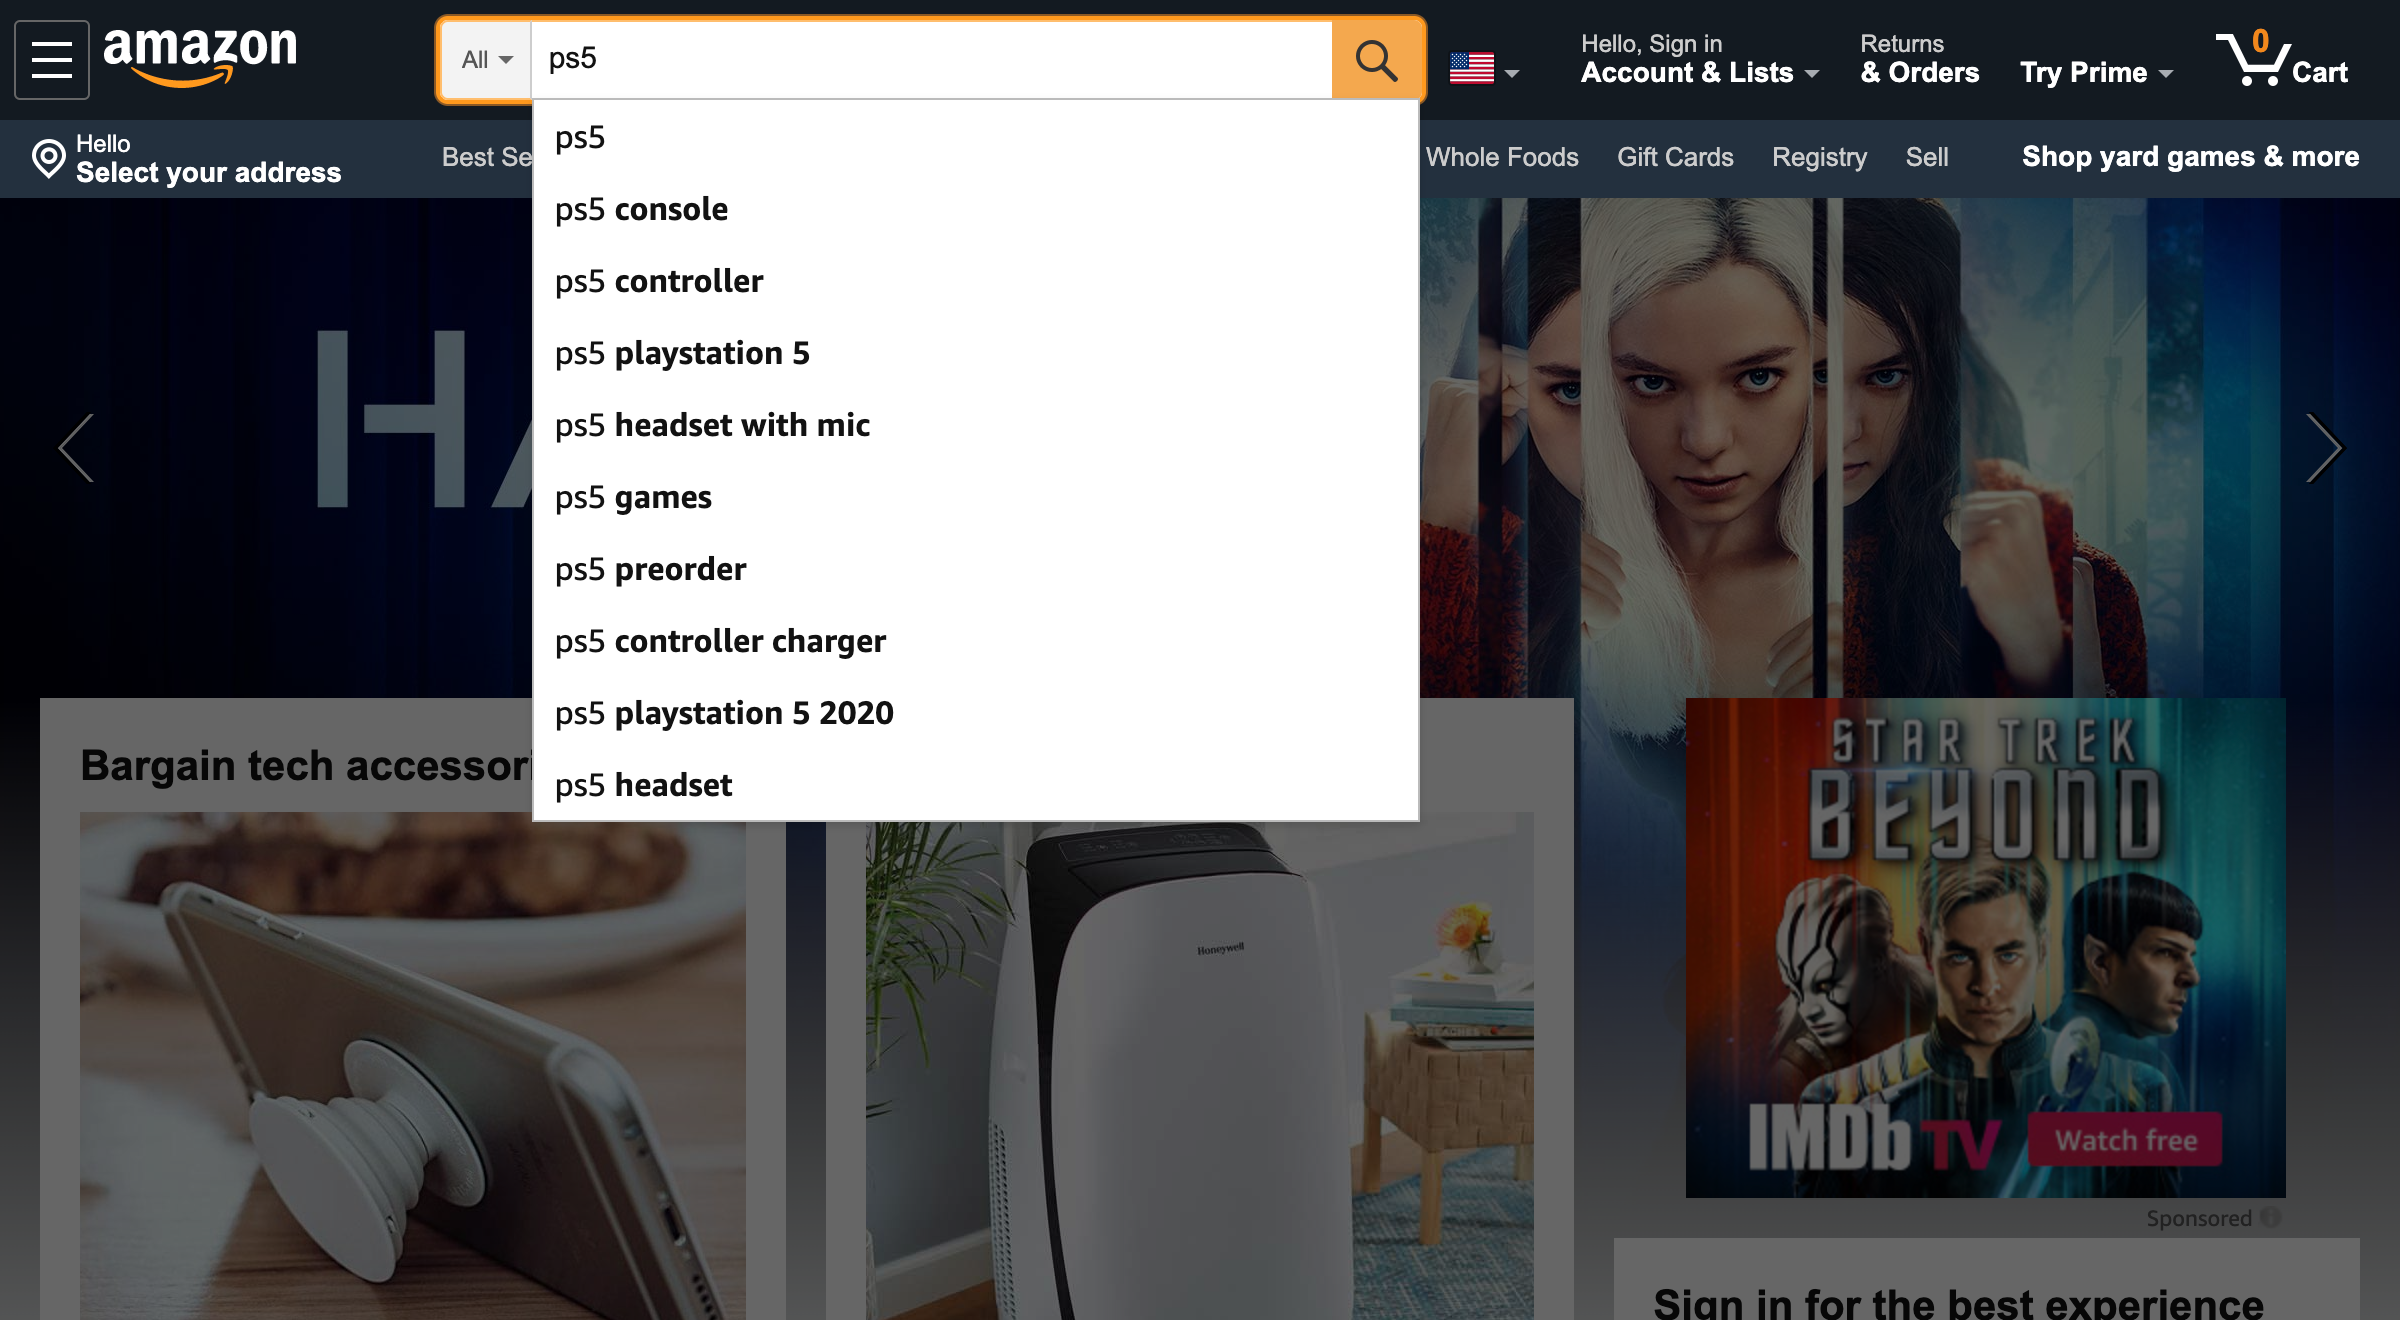 amazon
All
ps5
Hello, Sign in
Account & Lists
Returns
& Orders
Try Prime
0
Cart
Hello
Select your address
Best Se
Whole Foods
Gift Cards
Registry
Sell
Shop yard games & more
ps5
ps5 console
ps5 controller
ps5 playstation 5
ps5 headset with mic
ps5 games
ps5 preorder
ps5 controller charger
ps5 playstation 5 2020
ps5 headset
HA
Bargain tech accessori
Honeywell
BEACHES
STAR TREK
BEYOND
IMDb TV
Watch free
Sponsored
Sign in for the best experience